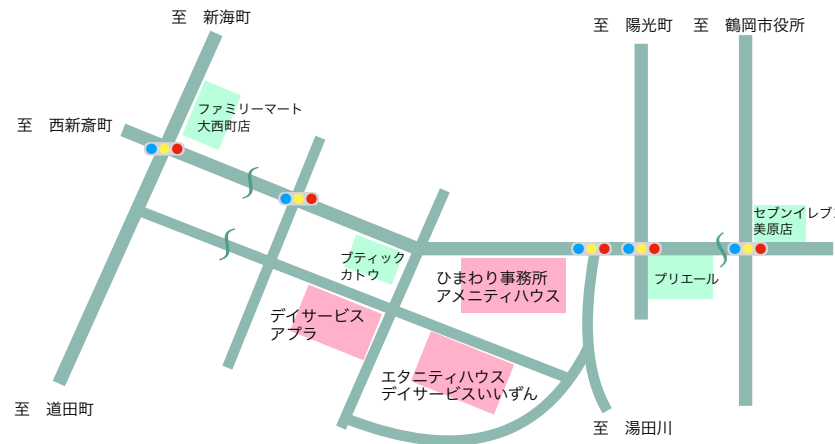 至　新海町
至　陽光町
至　鶴岡市役所
ファミリーマート
大西町店
至　西新斎町
セブンイレブン
美原店
ブティック
カトウ
ひまわり事務所
アメニティハウス
プリエール
デイサービス
アプラ
エタニティハウス
デイサービスいいずん
至　道田町
至　湯田川